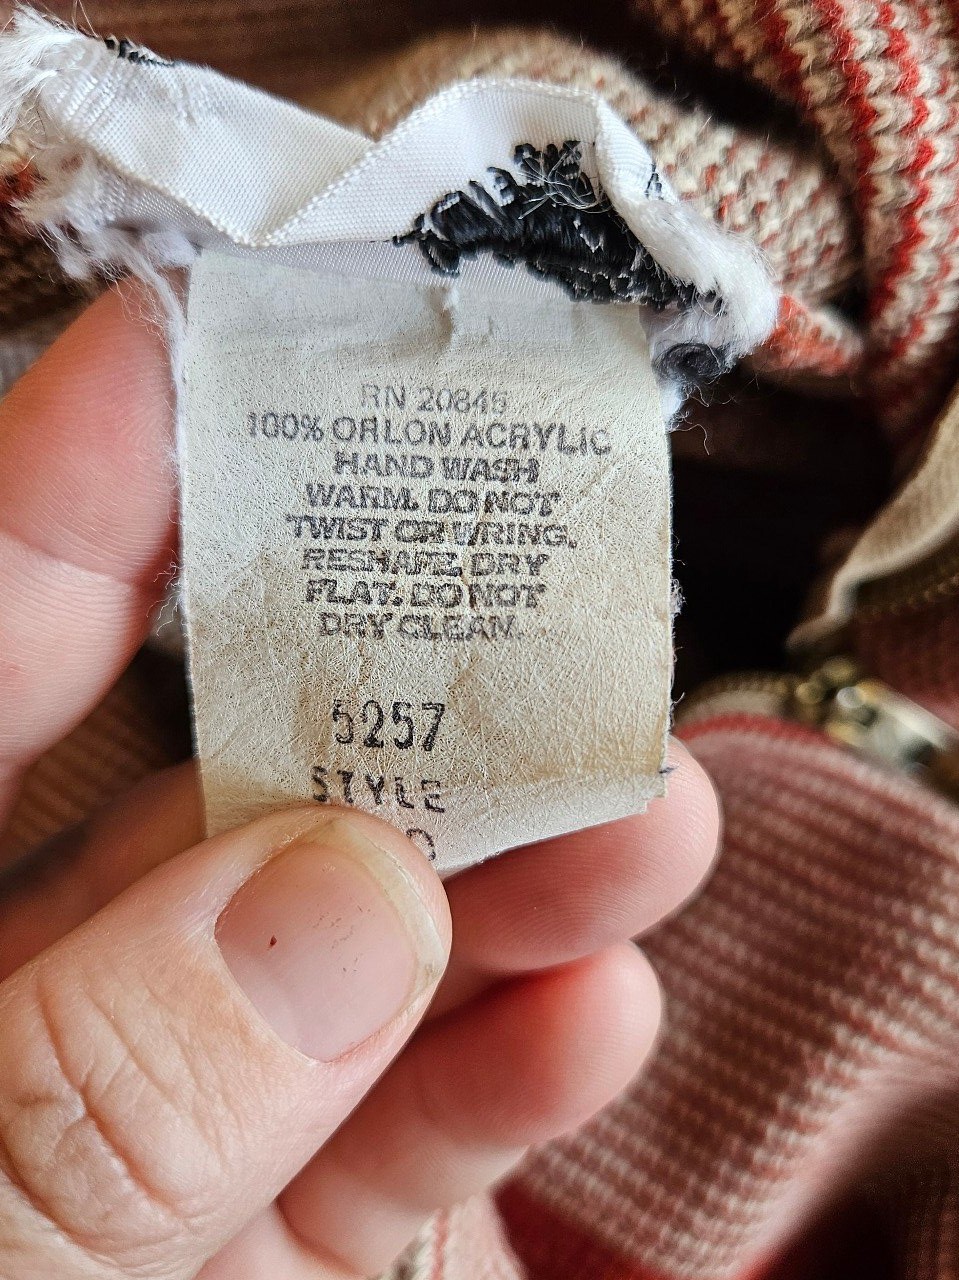 RN 20845
100% ORLON ACRYLIC
HAND WASH
WARM. DO NOT
TWIST OR WRING.
RESHAPE, DRY
FLAT. DO NOT
DRY CLEAN.
5257
STYLE